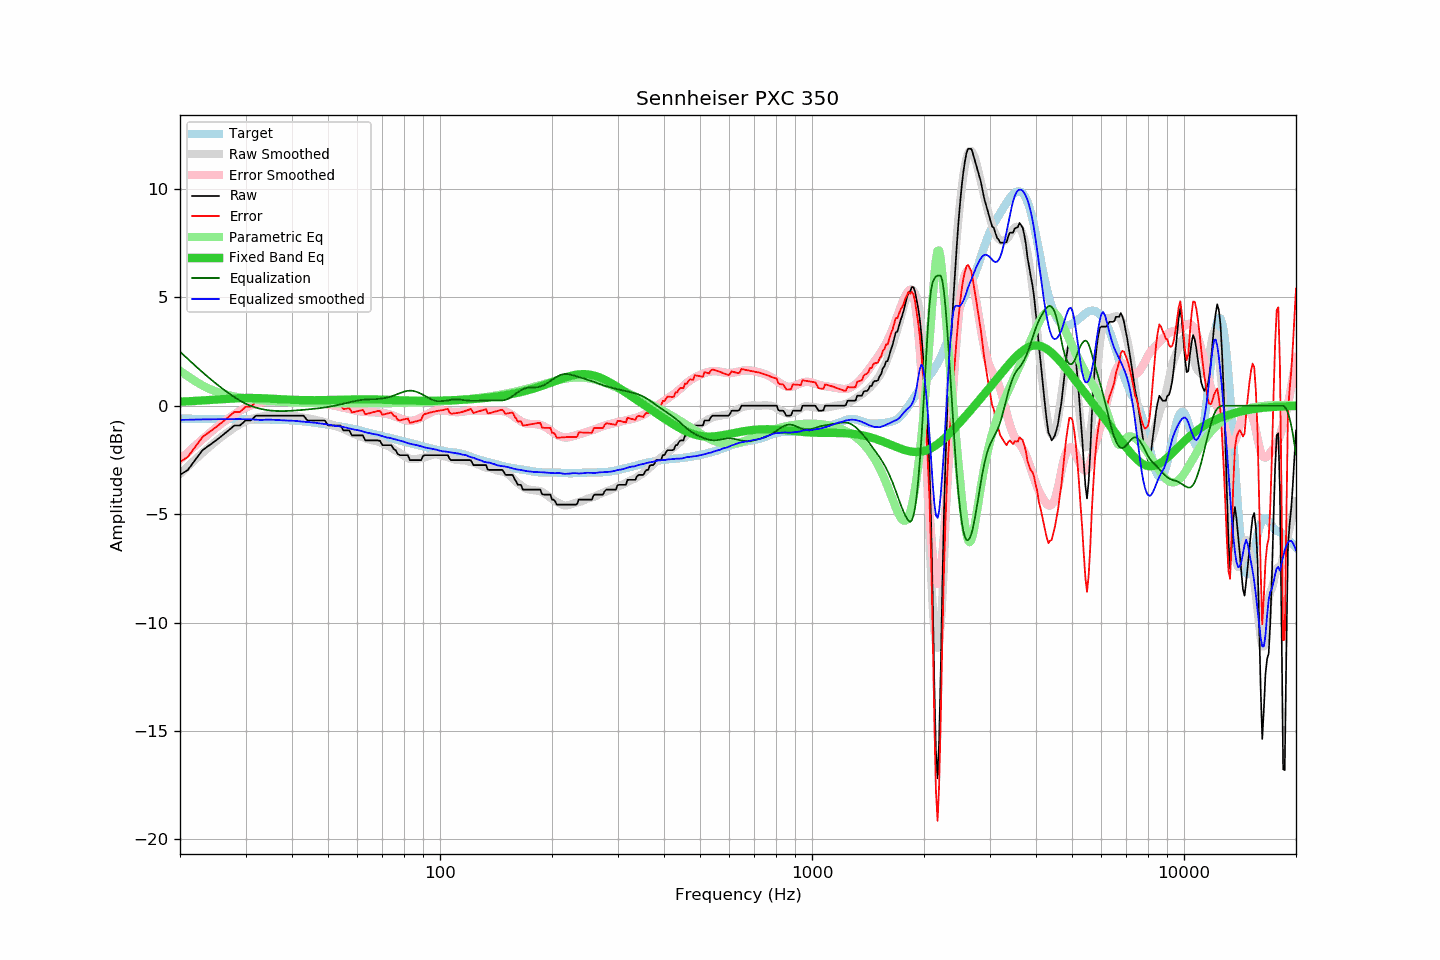 Sennheiser PXC 350
Target
Raw Smoothed
Error Smoothed
Raw
Error
Parametric Eq
Fixed Band Eq
Equalization
Equalized smoothed
10
5
0
−5
−10
−15
−20
Amplitude (dBr)
100
1000
10000
Frequency (Hz)